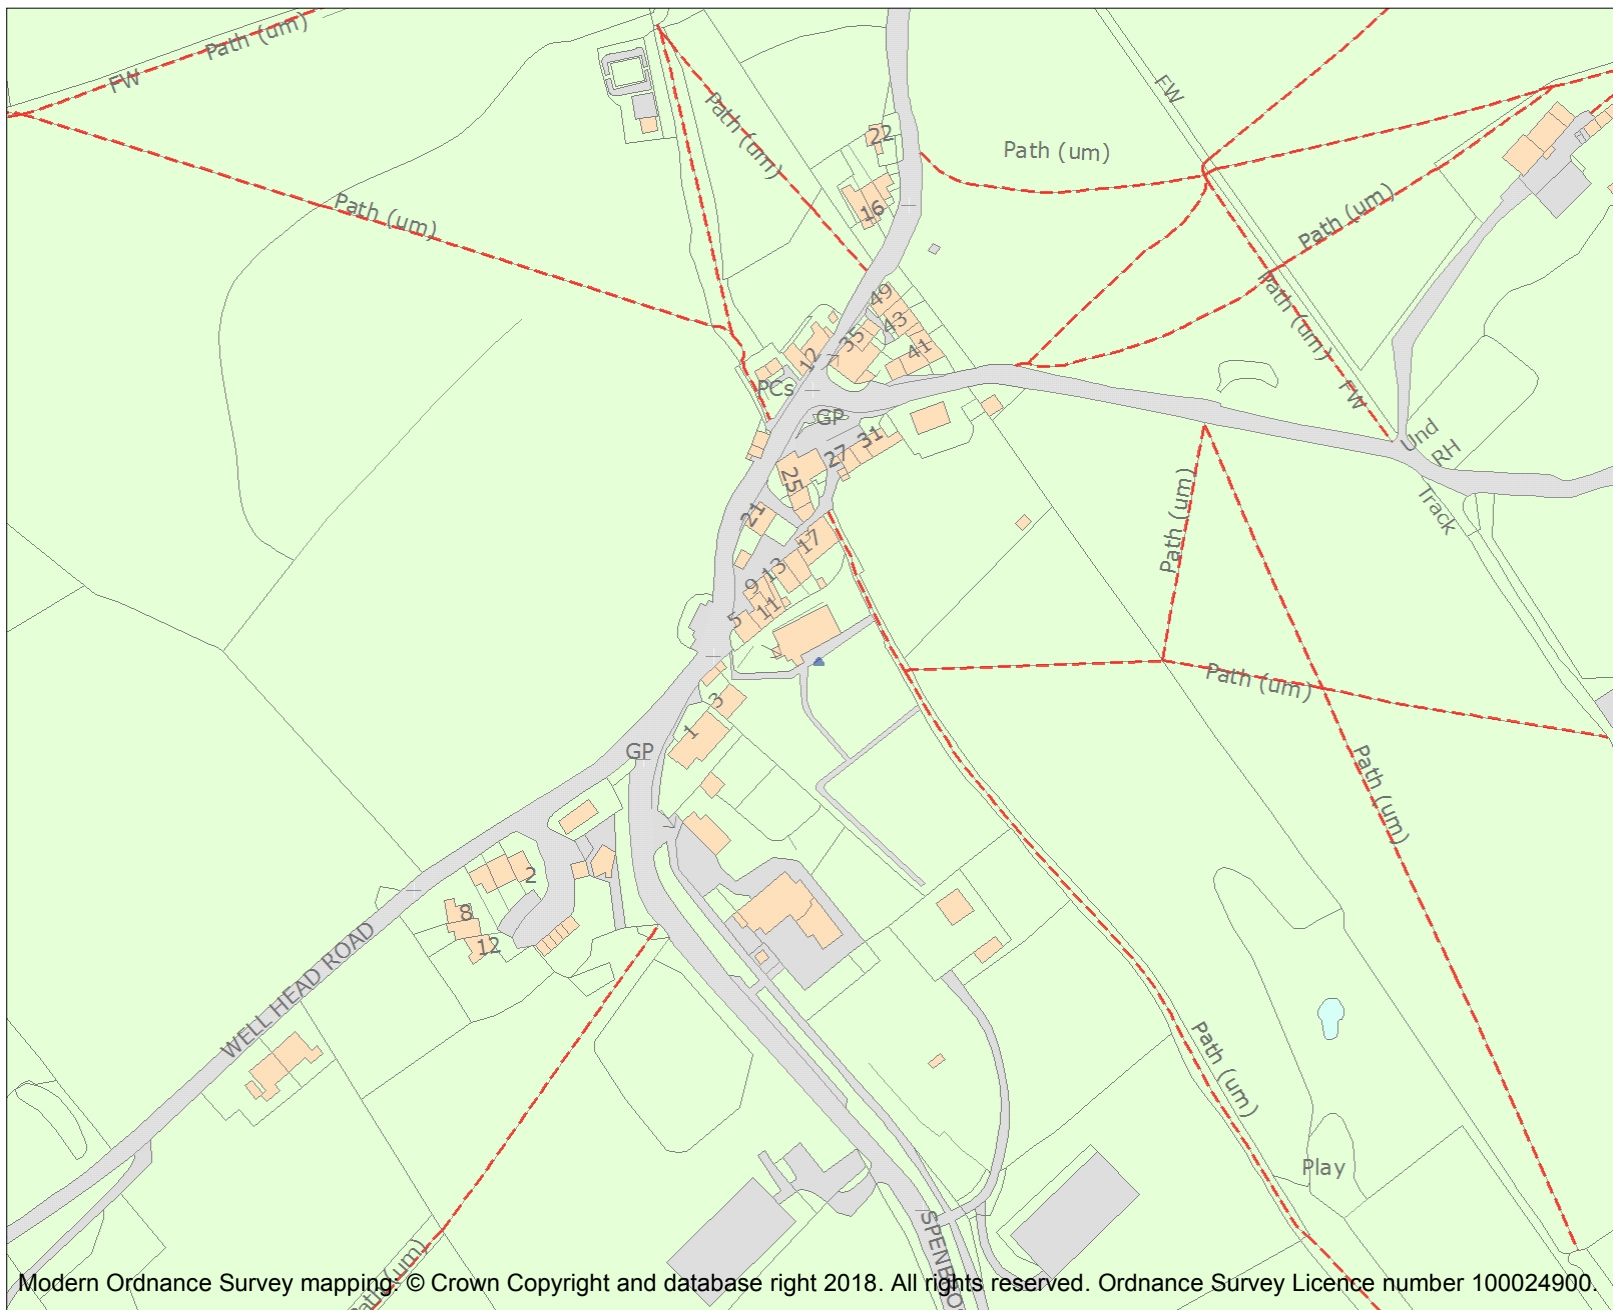 Path (um)
FW
FW
Path (um)
22
Path (um)
Path (um)
16
Path (um)
Path (um)
49
43
35
41
12
PCs
GP
FW
31
27
Und
RH
25
21
Track
Path (um)
17
13
9
11
5
Path (um)
3
1
GP
Path (um)
2
8
12
WELL HEAD ROAD
Path (um)
Play
SPENBRO
Path (um)
Path (um)
Modern Ordnance Survey mapping: © Crown Copyright and database right 2018. All rights reserved. Ordnance Survey Licence number 100024900.